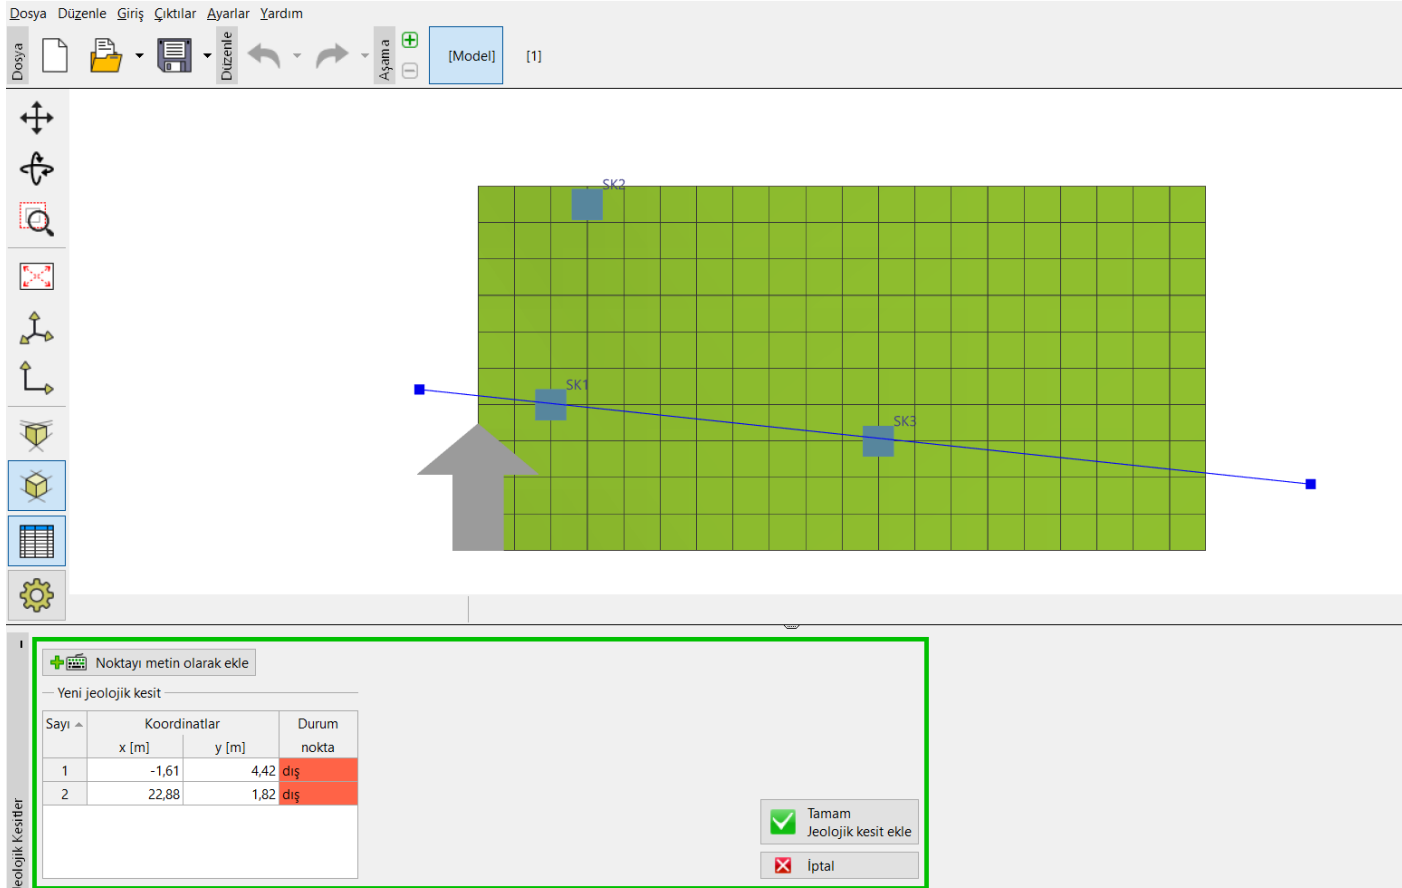 Dosya Düzenle Giriş Çıktılar Ayarlar Yardım
Dosya
Düzenle
Aşama
[Model]
[1]
SK2
SK1
SK3
Noktayı metin olarak ekle
Yeni jeolojik kesit
Sayı Koordinatlar Durum
x [m] y [m] nokta
1 -1,61 4,42 dış
2 22,88 1,82 dış
Tamam
Jeolojik kesit ekle
İptal
Kesitler